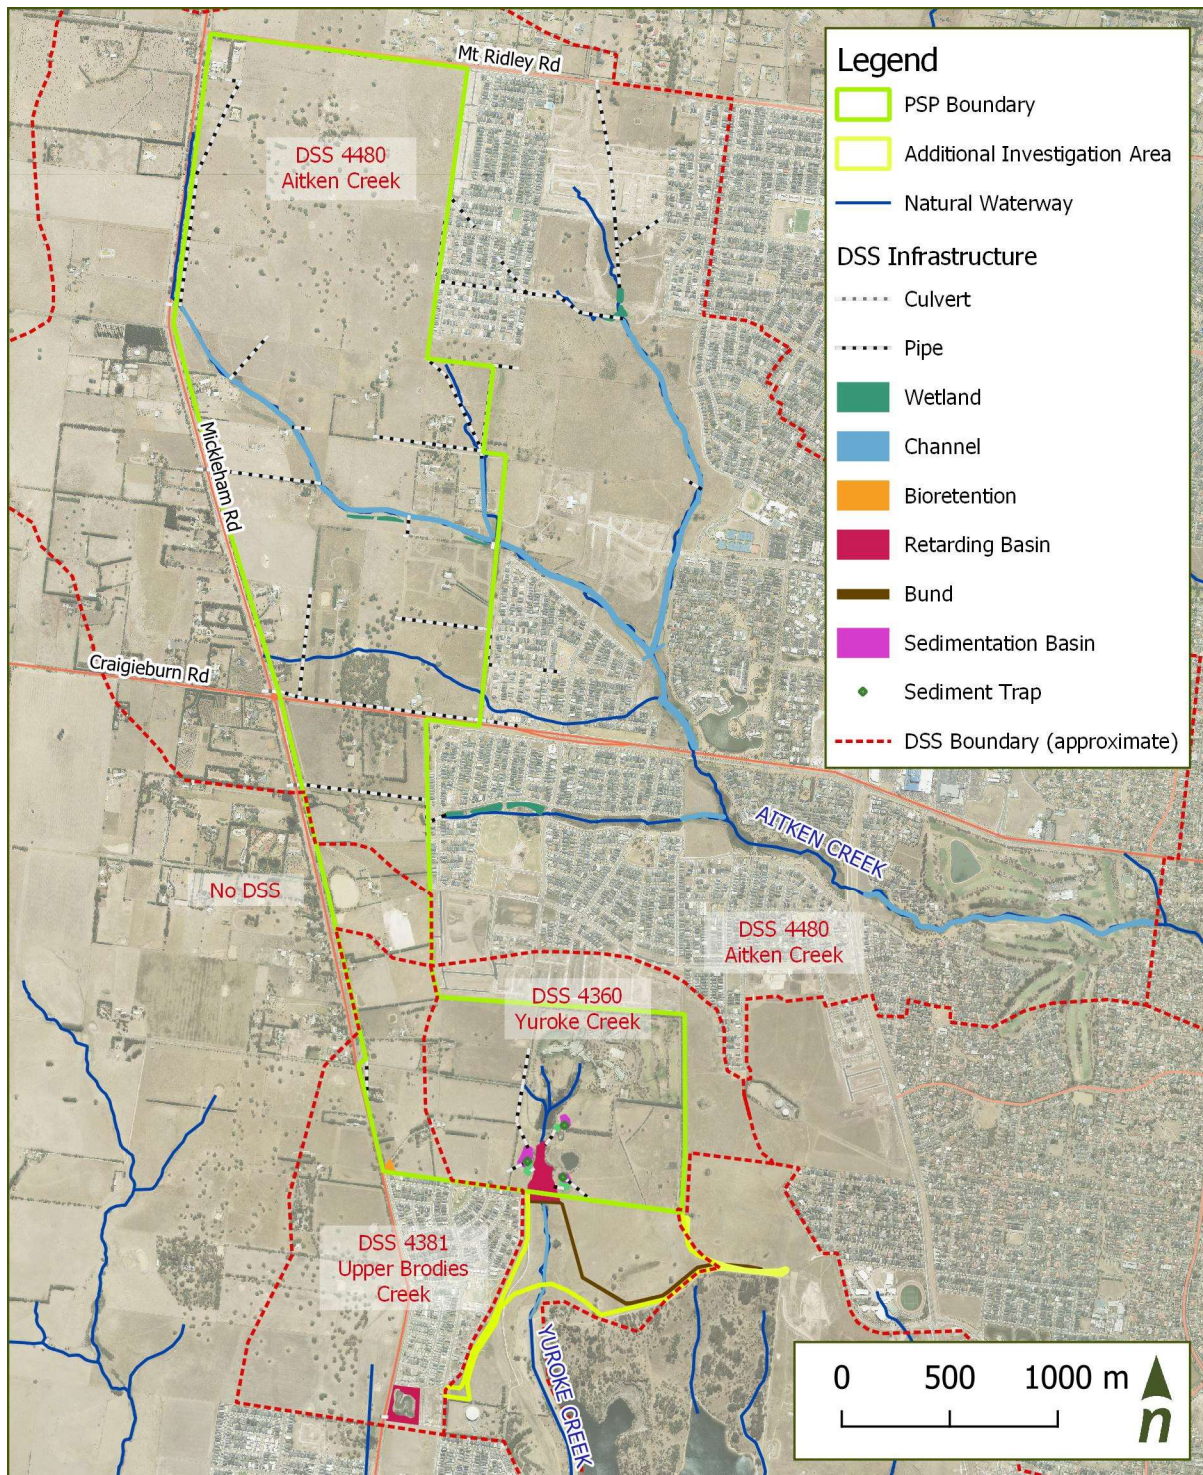 Mt Ridley Rd
DSS 4480
Aitken Creek
Mickleham Rd
Craigieburn Rd
AITKEN CREEK
No DSS
DSS 4480
Aitken Creek
DSS 4360
Yuroke Creek
DSS 4381
Upper Brodies
Creek
YUROKE CREEK
Legend
PSP Boundary
Additional Investigation Area
Natural Waterway
DSS Infrastructure
Culvert
Pipe
Wetland
Channel
Bioretention
Retarding Basin
Bund
Sedimentation Basin
Sediment Trap
DSS Boundary (approximate)
0 500 1000 m
n